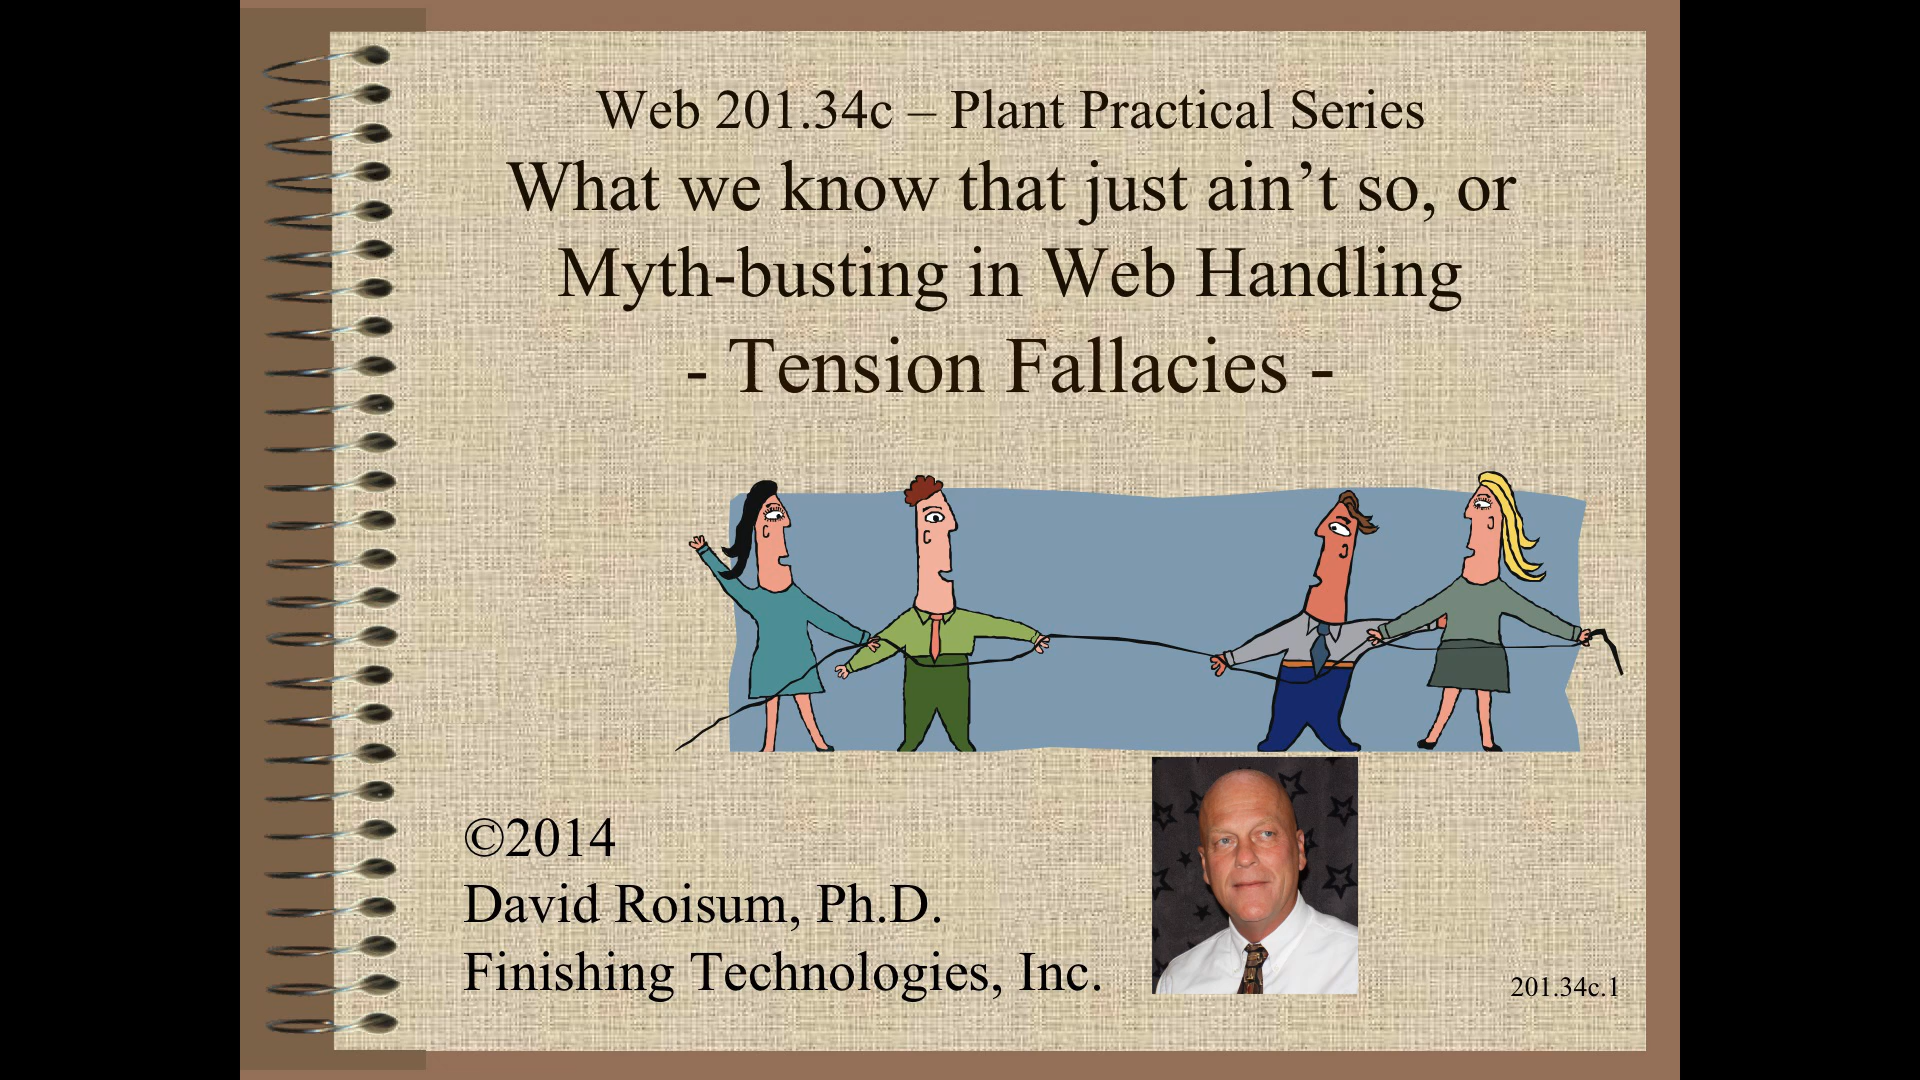 Web 201.34c – Plant Practical Series
What we know that just ain’t so, or
Myth-busting in Web Handling
- Tension Fallacies -
©2014
David Roisum, Ph.D.
Finishing Technologies, Inc.
201.34c.1